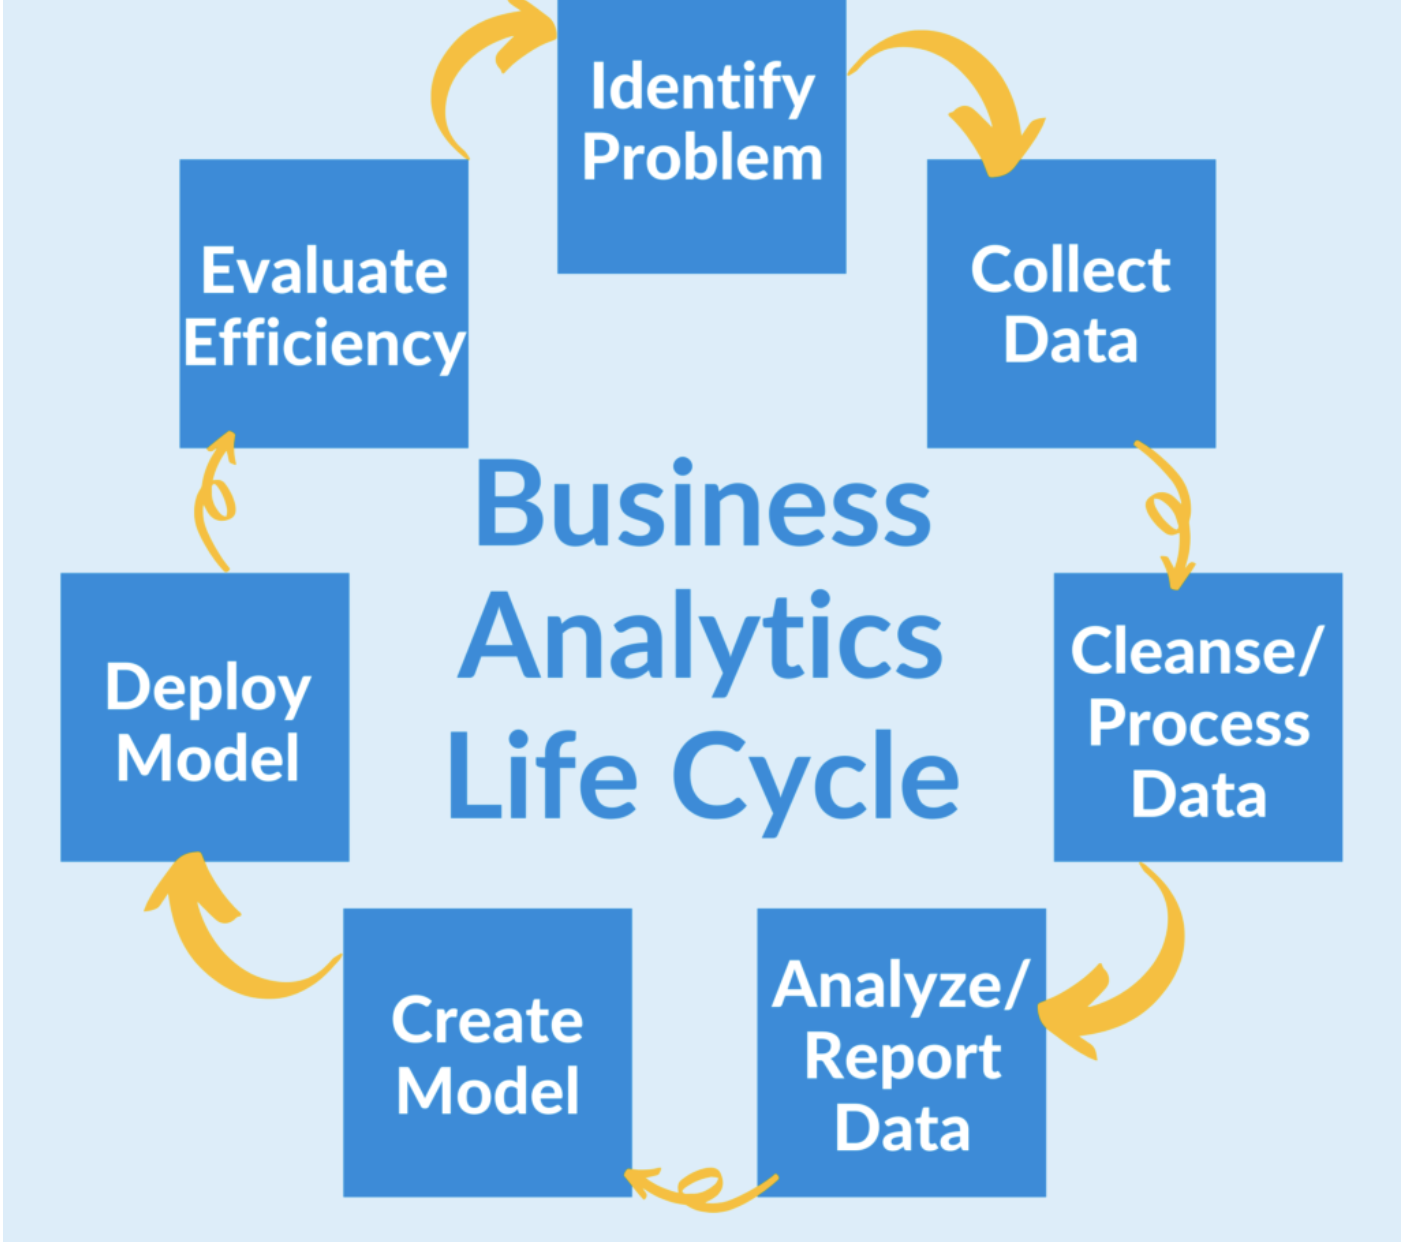 Identify
Problem
Collect
Data
Cleanse/
Process
Data
Analyze/
Report
Data
Create
Model
Deploy
Model
Evaluate
Efficiency
Business
Analytics
Life Cycle